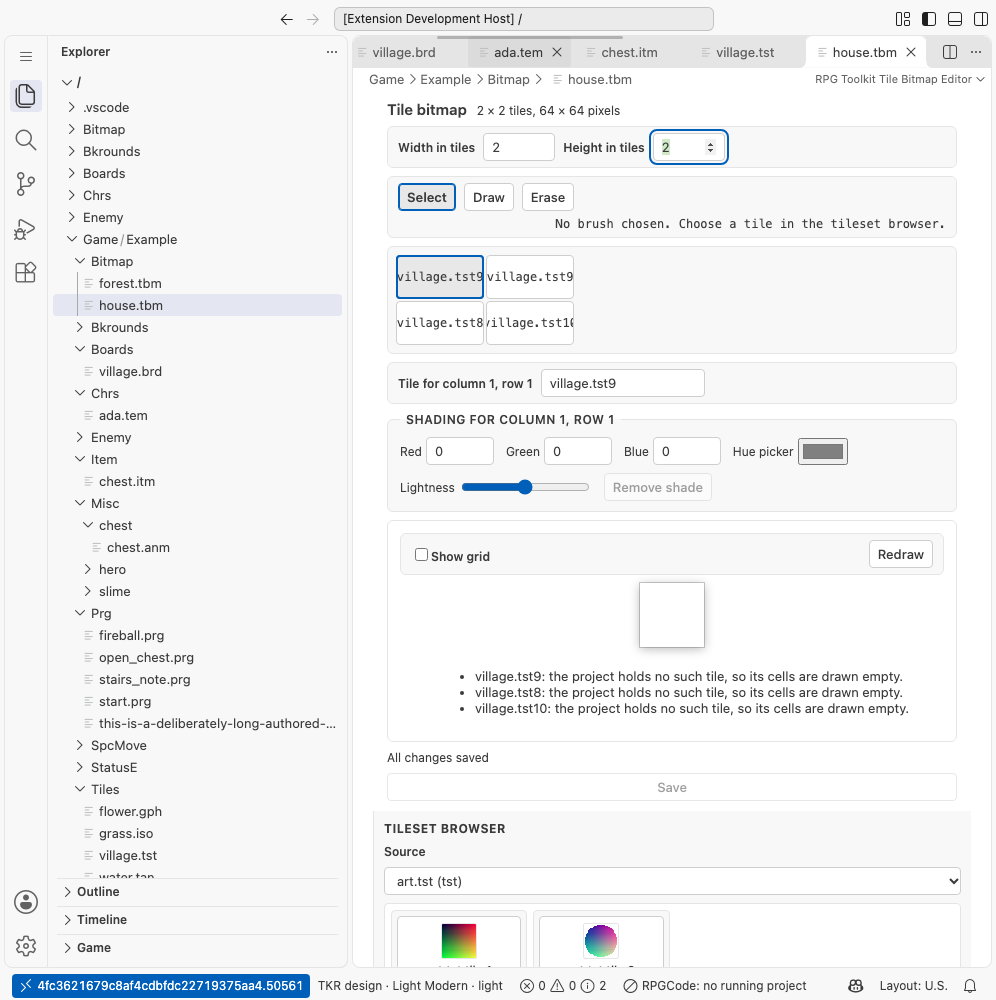 [Extension Development Host] /
Explorer
/
.vscode
Bitmap
Bkrounds
Boards
Chrs
Enemy
Game / Example
Bitmap
forest.tbm
house.tbm
Bkrounds
Boards
village.brd
Chrs
ada.tem
Enemy
Item
chest.itm
Misc
chest
chest.anm
hero
slime
Prg
fireball.prg
open_chest.prg
stairs_note.prg
start.prg
this-is-a-deliberately-long-authored-...
SpcMove
StatusE
Tiles
flower.gph
grass.iso
village.tst
water.tan
Outline
Timeline
Game
village.brd
ada.tem
chest.itm
village.tst
house.tbm
Game > Example > Bitmap > house.tbm
RPG Toolkit Tile Bitmap Editor
Tile bitmap 2 × 2 tiles, 64 × 64 pixels
Width in tiles 2 Height in tiles 2
Select Draw Erase
No brush chosen. Choose a tile in the tileset browser.
village.tst9 village.tst9
village.tst8 village.tst10
Tile for column 1, row 1 village.tst9
SHADING FOR COLUMN 1, ROW 1
Red 0 Green 0 Blue 0 Hue picker
Lightness Remove shade
Show grid Redraw
• village.tst9: the project holds no such tile, so its cells are drawn empty.
• village.tst8: the project holds no such tile, so its cells are drawn empty.
• village.tst10: the project holds no such tile, so its cells are drawn empty.
All changes saved
Save
TILESET BROWSER
Source
art.tst (tst)
4fc3621679c8af4cdbfdc22719375aa4.50561
TKR design · Light Modern · light
0 0 2
RPGCode: no running project
Layout: U.S.